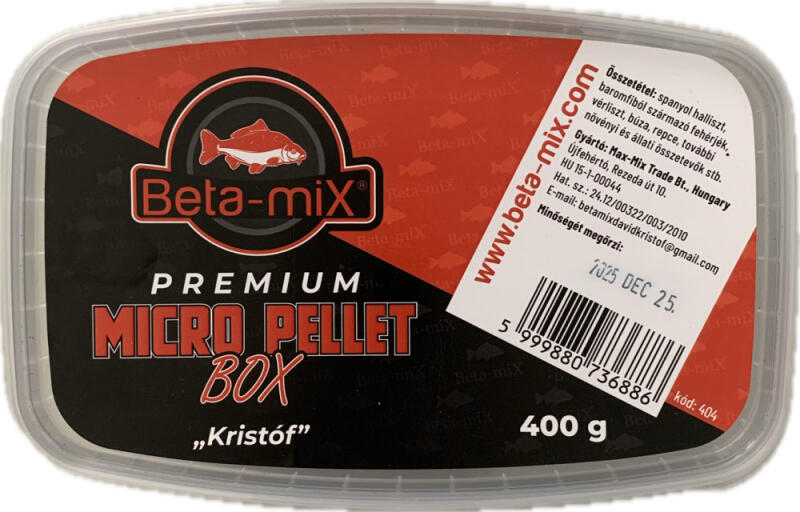 Beta-miX®
PREMIUM
MICRO PELLET
BOX
„Kristóf”
400 g
www.beta-mix.com
Összetétel: spanyol halliszt,
baromfiból származó fehérjék,
vérliszt, búza, repce, további
növényi és állati összetevők stb.
Gyártó: Max-Mix Trade Bt., Hungary
Újfehértó, Rezeda út 10.
HU 15-1-00044
Hat. sz.: 24.12/00322/003/2010
E-mail: betamixdavidkristof@gmail.com
Minőségét megőrzi:
2025 DEC 25.
5 999880 736886
kód: 404